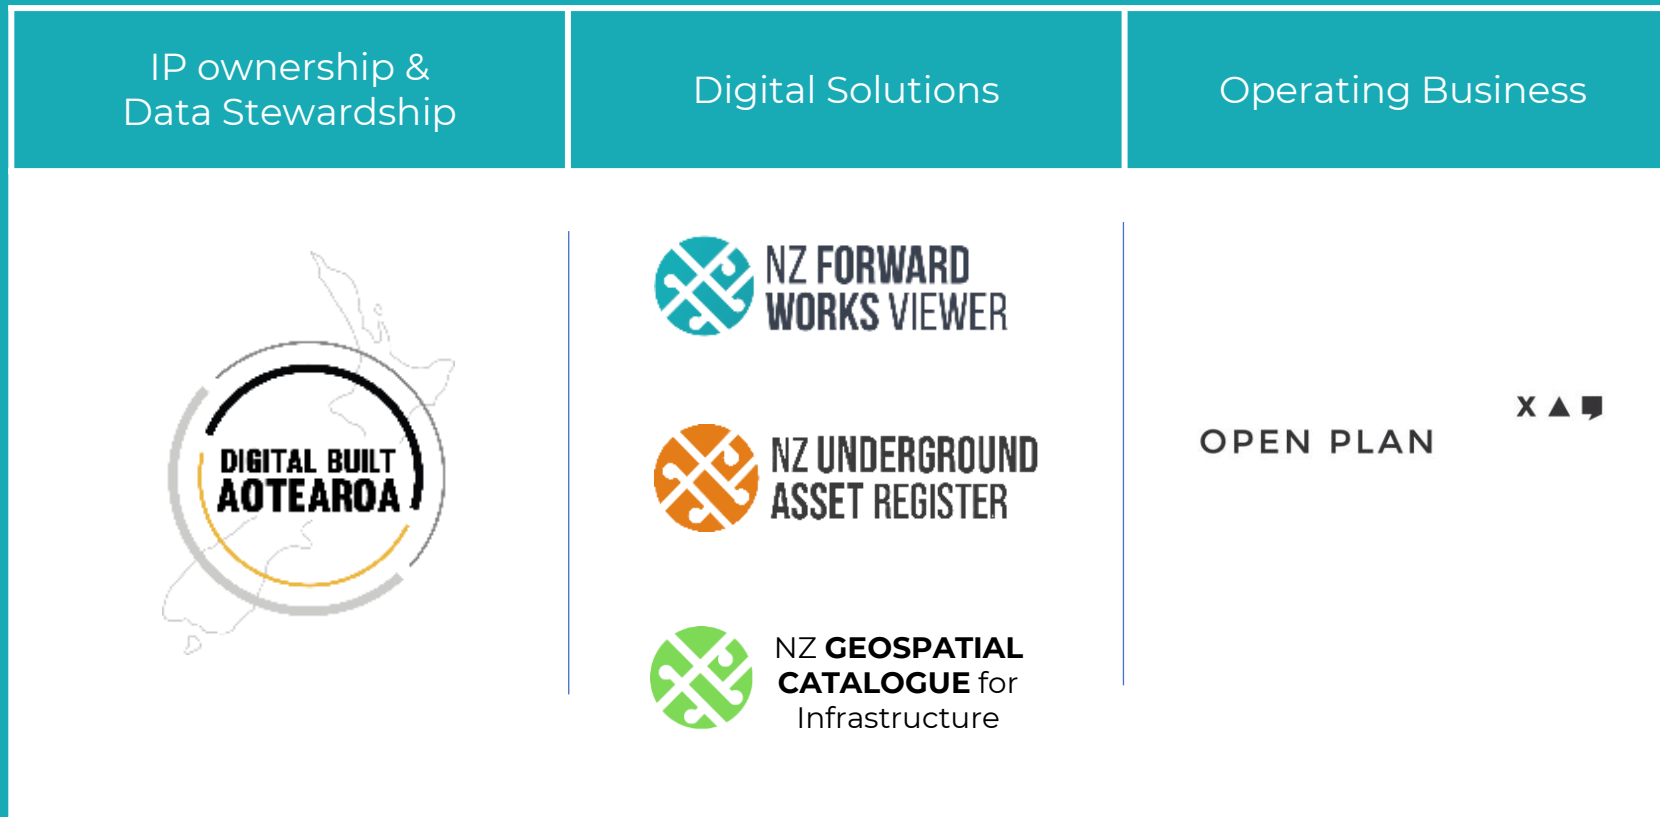 IP ownership &
Data Stewardship
Digital Solutions
Operating Business
DIGITAL BUILT
AOTEAROA
NZ FORWARD
WORKS VIEWER
NZ UNDERGROUND
ASSET REGISTER
NZ GEOSPATIAL
CATALOGUE for
Infrastructure
OPEN PLAN